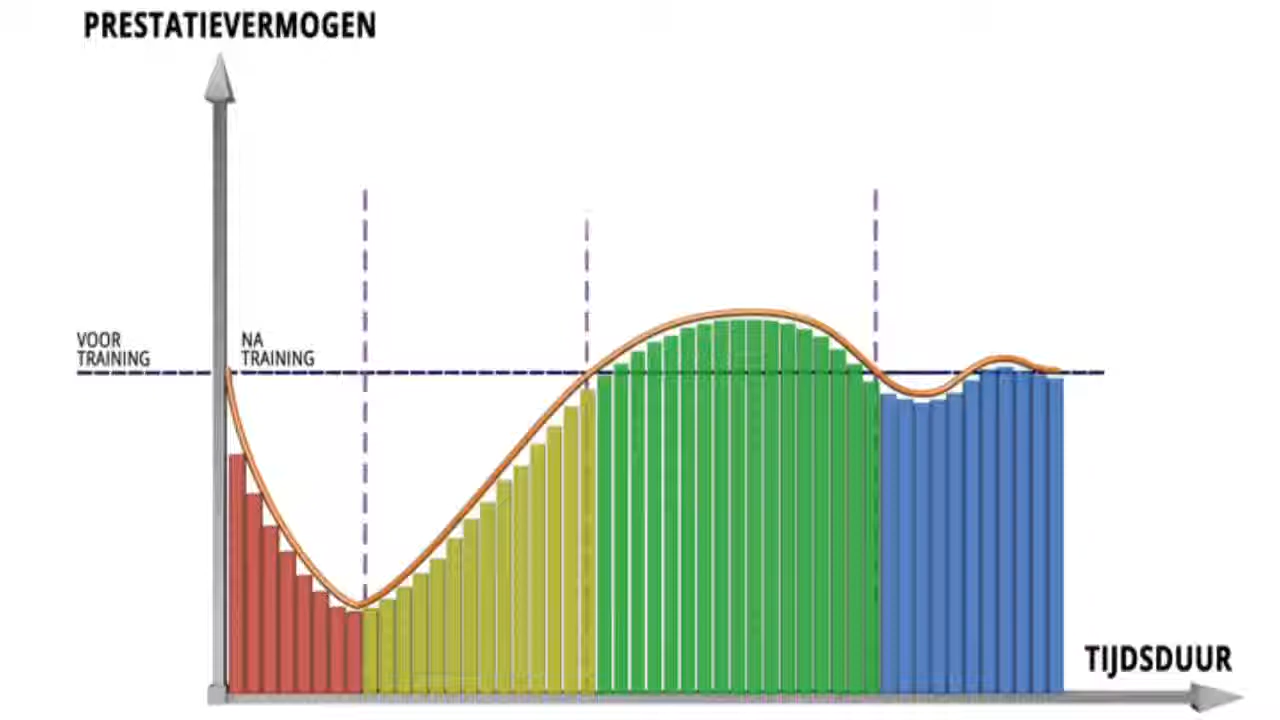 PRESTATIEVERMOGEN
VOOR
TRAINING
NA
TRAINING
TIJDSDUUR